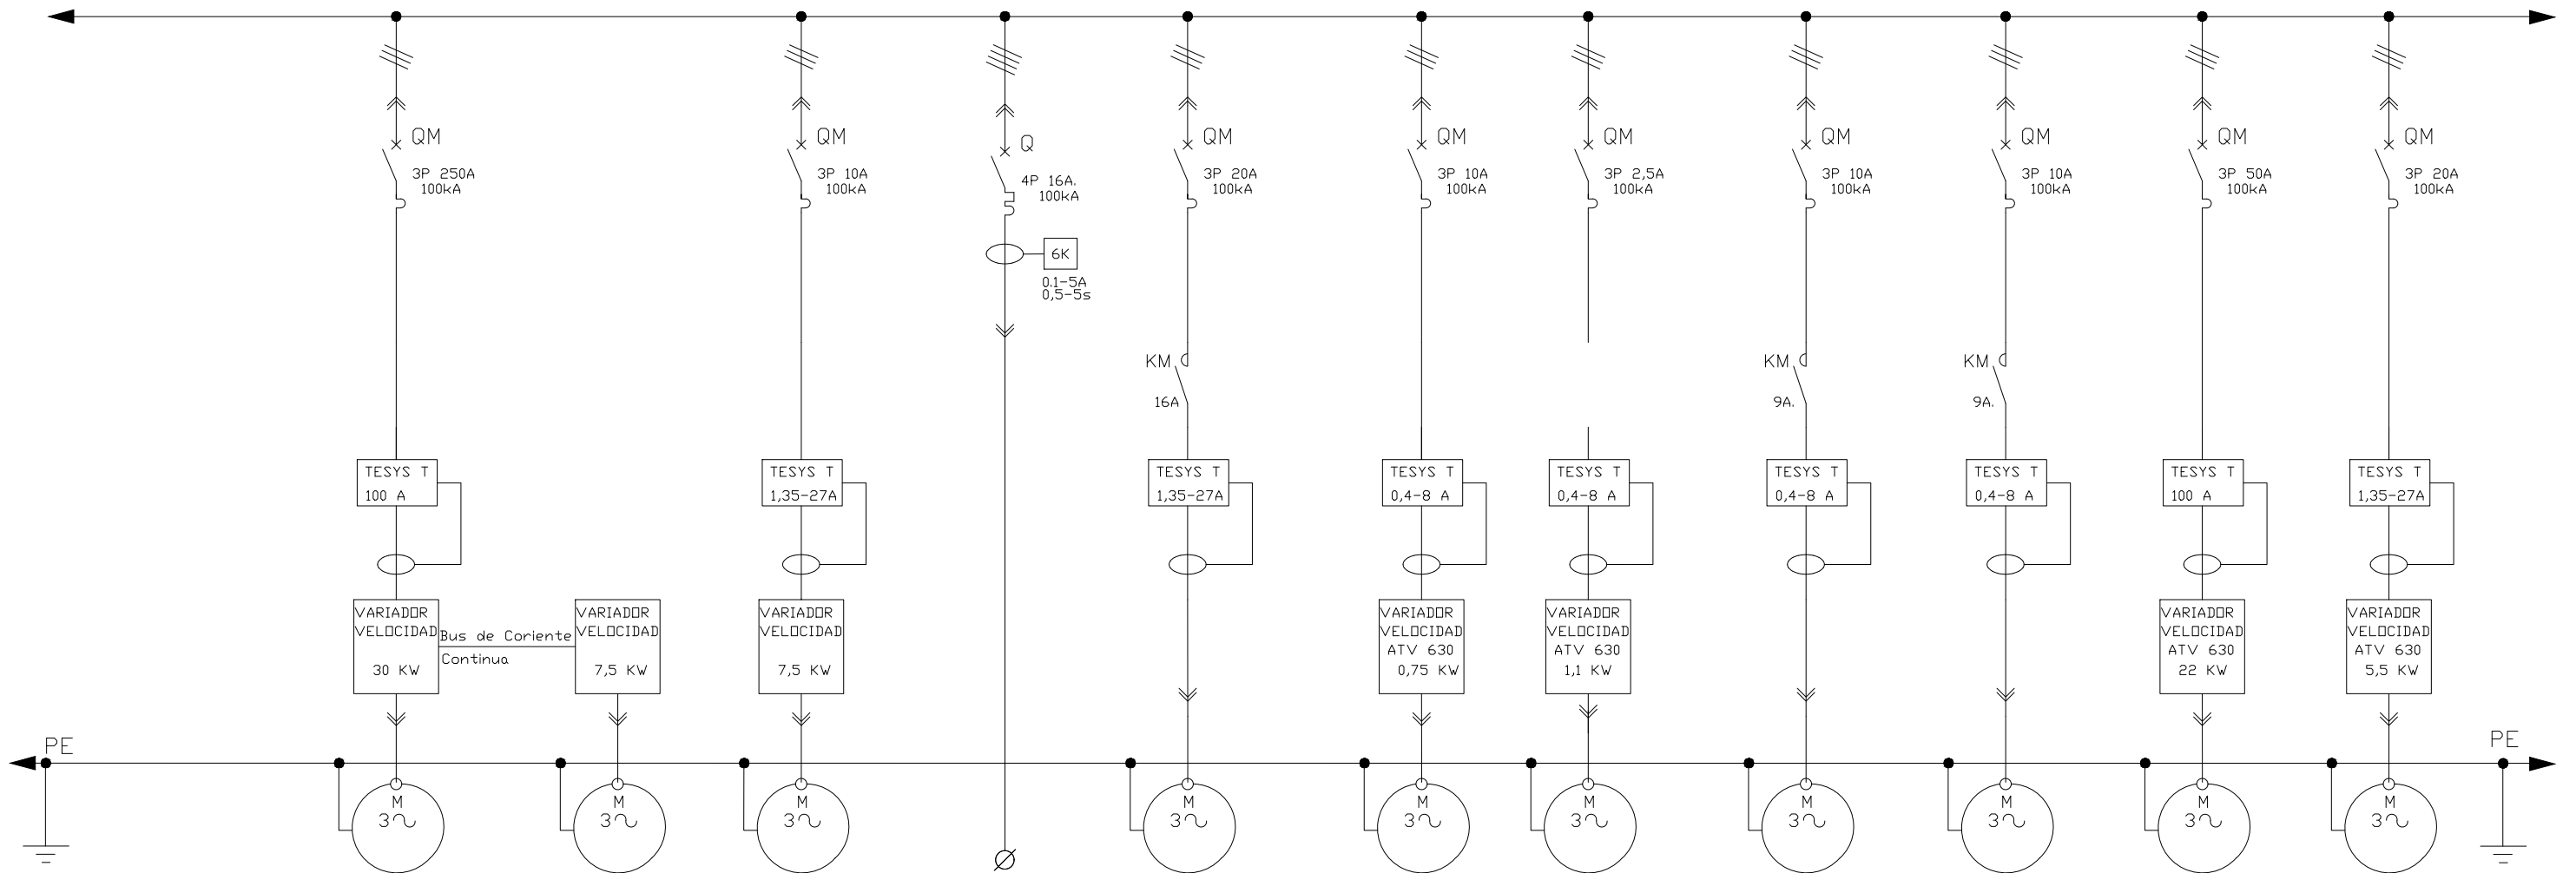 QM
3P 250A
100kA
QM
3P 10A
100kA
Q
4P 16A.
100kA
6K
0.1-5A
0,5-5s
QM
3P 20A
100kA
QM
3P 10A
100kA
QM
3P 2,5A
100kA
QM
3P 10A
100kA
QM
3P 10A
100kA
QM
3P 50A
100kA
QM
3P 20A
100kA
KM
16A
KM
9A.
KM
9A.
TESYS T
100 A
TESYS T
1,35-27A
TESYS T
1,35-27A
TESYS T
0,4-8 A
TESYS T
0,4-8 A
TESYS T
0,4-8 A
TESYS T
0,4-8 A
TESYS T
100 A
TESYS T
1,35-27A
VARIADOR
VELOCIDAD
30 KW
Bus de Coriente
Continua
VARIADOR
VELOCIDAD
7,5 KW
VARIADOR
VELOCIDAD
7,5 KW
VARIADOR
VELOCIDAD
ATV 630
0,75 KW
VARIADOR
VELOCIDAD
ATV 630
1,1 KW
VARIADOR
VELOCIDAD
ATV 630
22 KW
VARIADOR
VELOCIDAD
ATV 630
5,5 KW
PE
PE
M
3
M
3
M
3
M
3
M
3
M
3
M
3
M
3
M
3
M
3